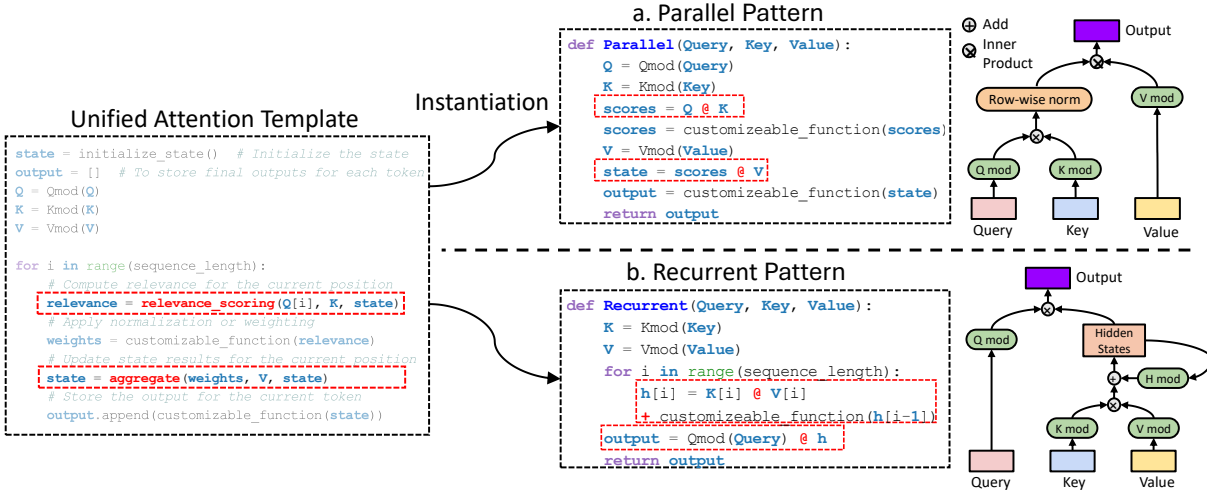 Unified Attention Template
state = initialize_state()  # Initialize the state
output = []  # To store final outputs for each token
Q = Qmod(Q)
K = Kmod(K)
V = Vmod(V)
for i in range(sequence_length):
# Compute relevance for the current position
relevance = relevance_scoring(Q[i], K, state)
# Apply normalization or weighting
weights = customizable_function(relevance)
# Update state results for the current position
state = aggregate(weights, V, state)
# Store the output for the current token
output.append(customizable_function(state))
Instantiation
a. Parallel Pattern
def Parallel(Query, Key, Value):
Q = Qmod(Query)
K = Kmod(Key)
scores = Q @ K
scores = customizeable_function(scores)
V = Vmod(Value)
state = scores @ V
output = customizeable_function(state)
return output
Add
Inner
Product
Output
Row-wise norm
V mod
Q mod
K mod
Query
Key
Value
b. Recurrent Pattern
def Recurrent(Query, Key, Value):
K = Kmod(Key)
V = Vmod(Value)
for i in range(sequence_length):
h[i] = K[i] @ V[i]
+ customizeable_function(h[i-1])
output = Qmod(Query) @ h
return output
Output
Q mod
Hidden
States
H mod
K mod
V mod
Query
Key
Value